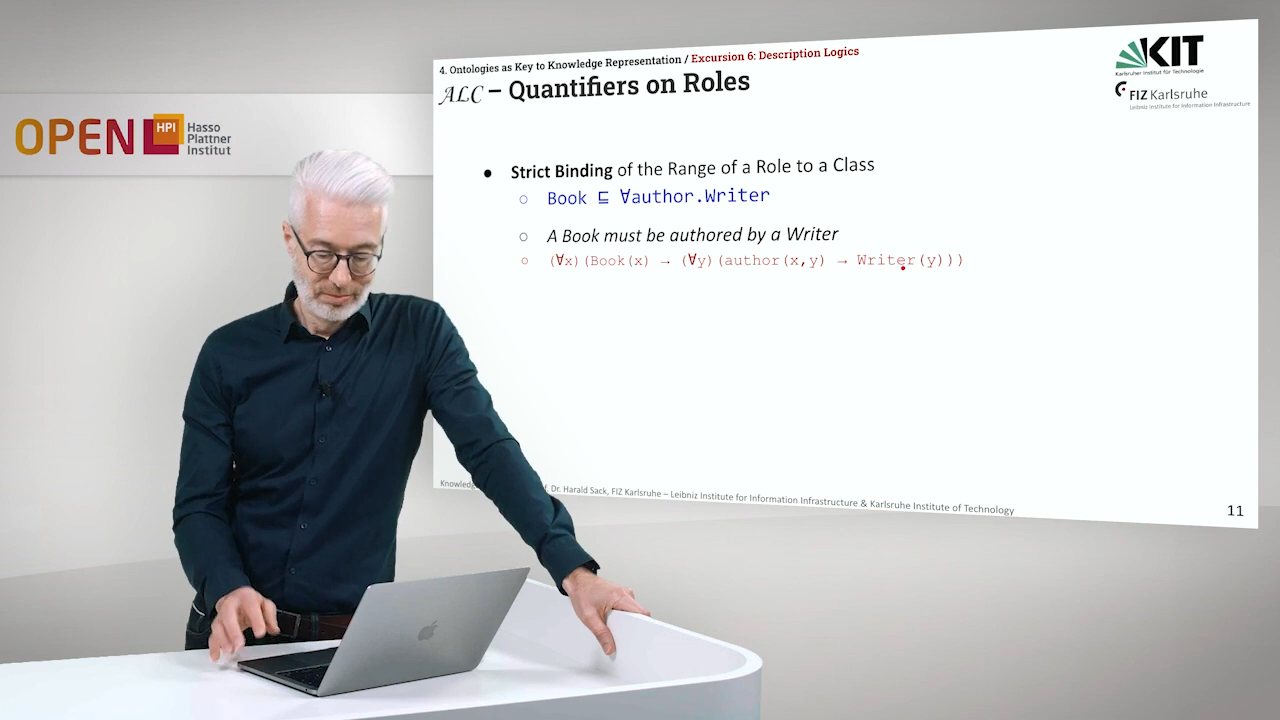 OPEN HPI Hasso
Plattner
Institut
4. Ontologies as Key to Knowledge Representation / Excursion 6: Description Logics
ALC – Quantifiers on Roles
KIT
Karlsruher Institut für Technologie
FIZ Karlsruhe
Leibniz Institute for Information Infrastructure
● Strict Binding of the Range of a Role to a Class
○ Book ⊑ ∀author.Writer
○ A Book must be authored by a Writer
○ (∀x)(Book(x) → (∀y)(author(x,y) → Writer(y)))
Dr. Harald Sack, FIZ Karlsruhe – Leibniz Institute for Information Infrastructure & Karlsruhe Institute of Technology
11